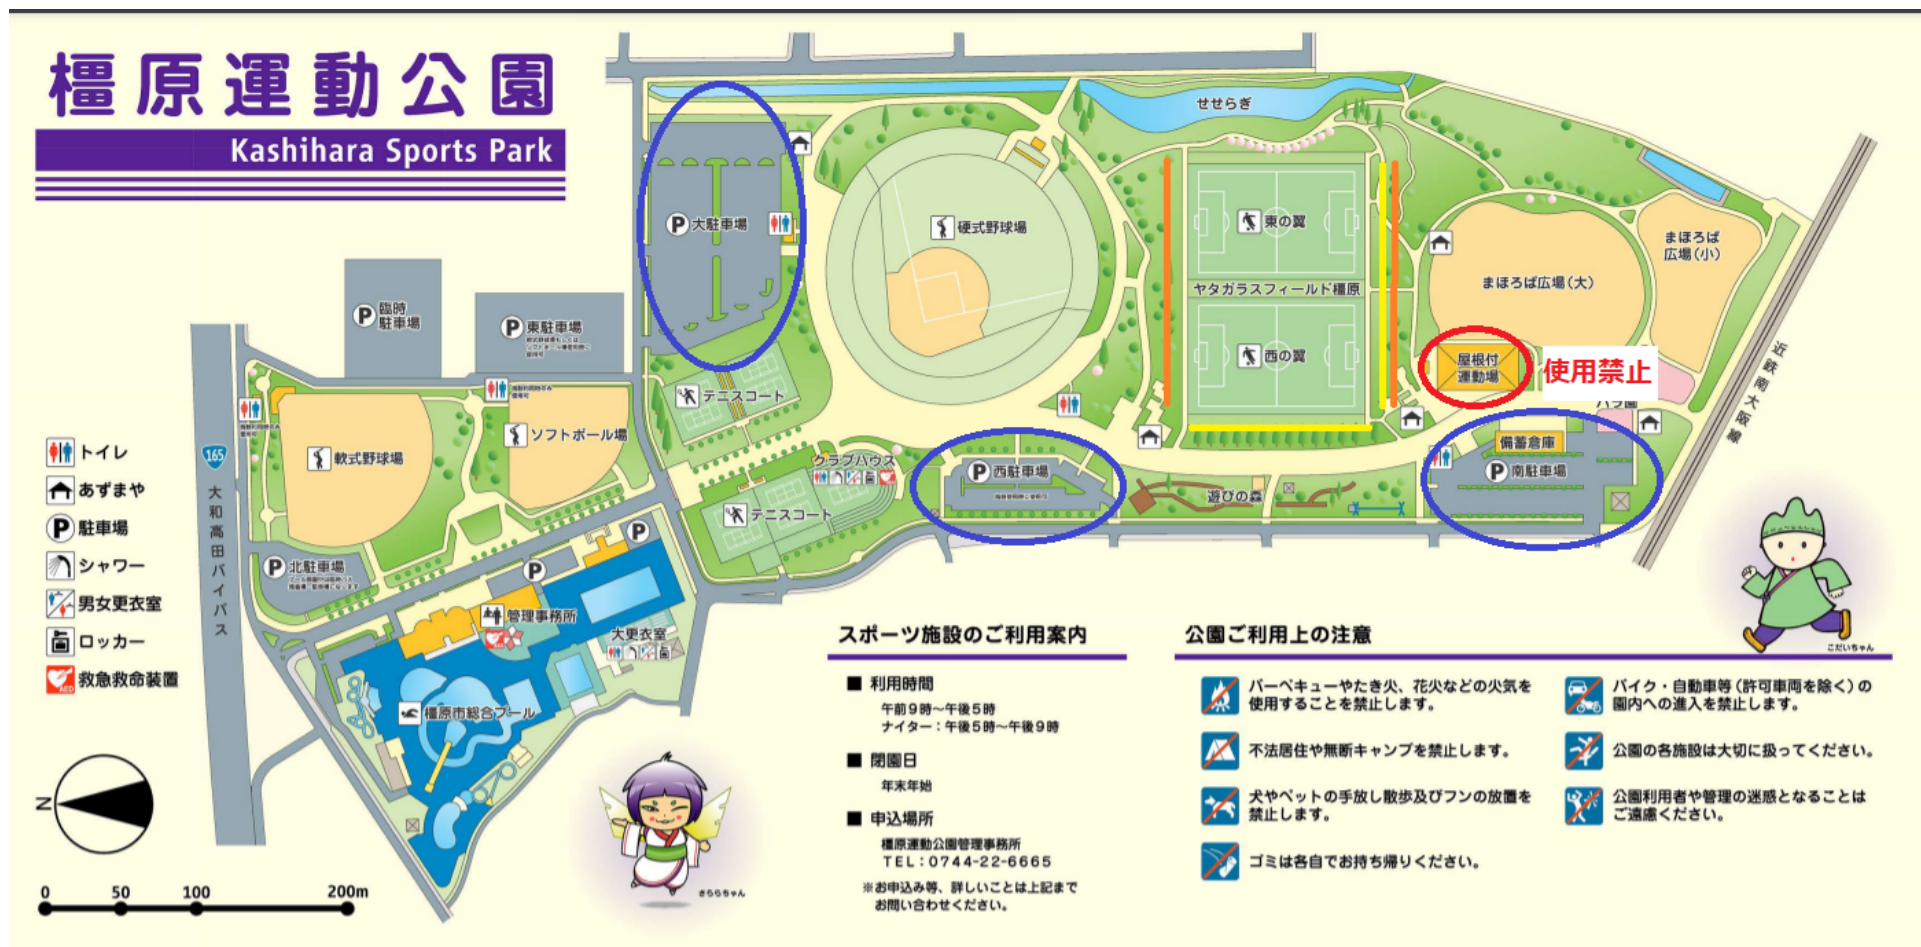 橿原運動公園
Kashihara Sports Park
せせらぎ
大駐車場
硬式野球場
東の翼
ヤタガラスフィールド橿原
西の翼
まほろば
広場(小)
まほろば広場(大)
屋根付
運動場
使用禁止
バラ園
近鉄南大阪線
臨時
駐車場
東駐車場
テニスコート
ソフトボール場
軟式野球場
クラブハウス
テニスコート
西駐車場
遊びの森
備蓄倉庫
南駐車場
165
大和高田バイパス
北駐車場
管理事務所
大更衣室
橿原市総合プール
トイレ
あずまや
P 駐車場
シャワー
男女更衣室
ロッカー
AED 救急救命装置
N
0 50 100 200m
きららちゃん
こだいちゃん
スポーツ施設のご利用案内
■ 利用時間
午前9時〜午後5時
ナイター:午後5時〜午後9時
■ 閉園日
年末年始
■ 申込場所
橿原運動公園管理事務所
TEL:0744-22-6665
※お申込み等、詳しいことは上記まで
お問い合わせください。
公園ご利用上の注意
バーベキューやたき火、花火などの火気を
使用することを禁止します。
不法居住や無断キャンプを禁止します。
犬やペットの手放し散歩及びフンの放置を
禁止します。
ゴミは各自でお持ち帰りください。
バイク・自動車等(許可車両を除く)の
園内への進入を禁止します。
公園の各施設は大切に扱ってください。
公園利用者や管理の迷惑となることは
ご遠慮ください。